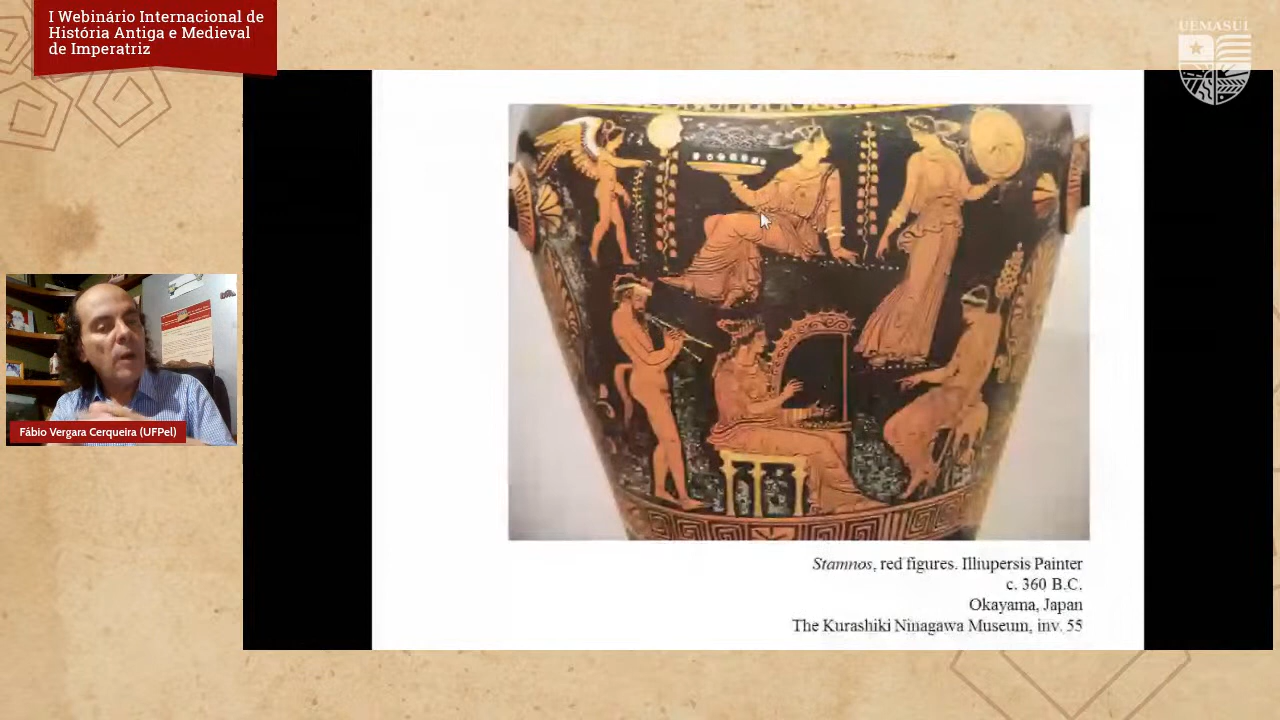 I Webinário Internacional de
História Antiga e Medieval
de Imperatriz
UEMASUL
Fábio Vergara Cerqueira (UFPel)
Stamnos, red figures. Illiupersis Painter
c. 360 B.C.
Okayama, Japan
The Kurashiki Ninagawa Museum, inv. 55